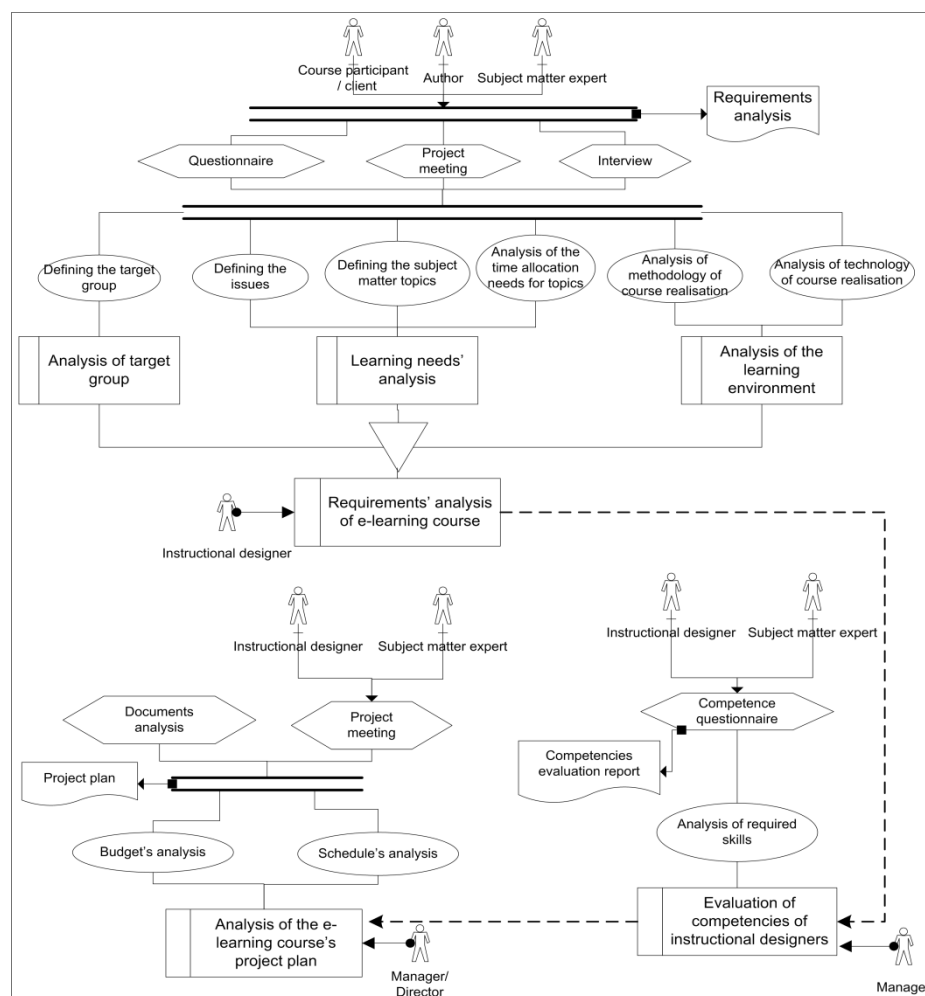 Course participant
/ client
Author
Subject matter expert
Requirements
analysis
Questionnaire
Project
meeting
Interview
Defining the target
group
Defining the
issues
Defining the subject
matter topics
Analysis of the
time allocation
needs for topics
Analysis of
methodology of
course realisation
Analysis of technology
of course realisation
Analysis of target
group
Learning needs'
analysis
Analysis of the
learning
environment
Requirements' analysis
of e-learning course
Instructional designer
Instructional designer
Subject matter expert
Instructional designer
Subject matter expert
Documents
analysis
Project
meeting
Competence
questionnaire
Project plan
Competencies
evaluation report
Budget's analysis
Schedule's analysis
Analysis of required
skills
Analysis of the e-
learning course's
project plan
Manager/
Director
Evaluation of
competencies of
instructional designers
Manage